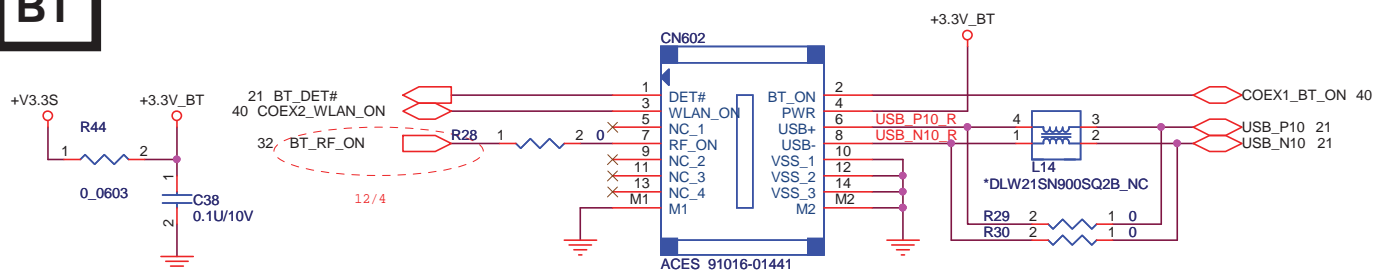 BT
+3.3V_BT
CN602
+V3.3S
+3.3V_BT
R44
1 2
0_0603
1
C38
0.1U/10V
2
21 BT_DET#
40 COEX2_WLAN_ON
32 BT_RF_ON
R28
1 2 0
12/4
1 DET# BT_ON 2
3 WLAN_ON PWR 4
5 NC_1 USB+ 6
7 RF_ON USB- 8
9 NC_2 VSS_1 10
11 NC_3 VSS_2 12
13 NC_4 VSS_3 14
M1 M1 M2 M2
ACES 91016-01441
COEX1_BT_ON 40
USB_P10_R 4 3 USB_P10 21
USB_N10_R 1 2 USB_N10 21
L14
*DLW21SN900SQ2B_NC
R29 2 1 0
R30 2 1 0